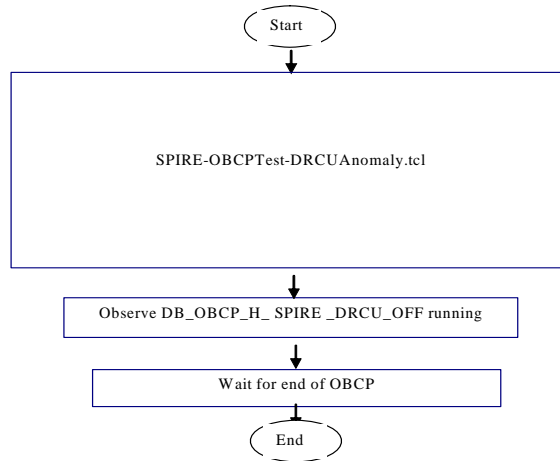 Start
SPIRE-OBCPTest-DRCUAnomaly.tcl
Observe DB_OBCP_H_ SPIRE _DRCU_OFF running
Wait for end of OBCP
End